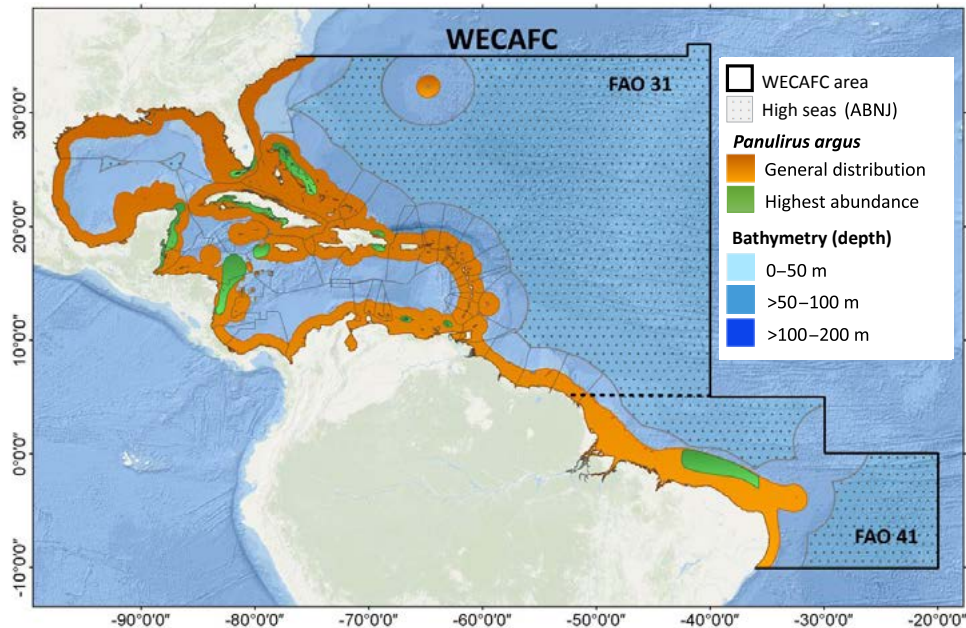 WECAFC
FAO 31
WECAFC area
High seas (ABNJ)
Panulirus argus
General distribution
Highest abundance
Bathymetry (depth)
0–50 m
>50–100 m
>100–200 m
FAO 41
30°0'0"
20°0'0"
10°0'0"
0°0'0"
-10°0'0"
-90°0'0" -80°0'0" -70°0'0" -60°0'0" -50°0'0" -40°0'0" -30°0'0" -20°0'0"